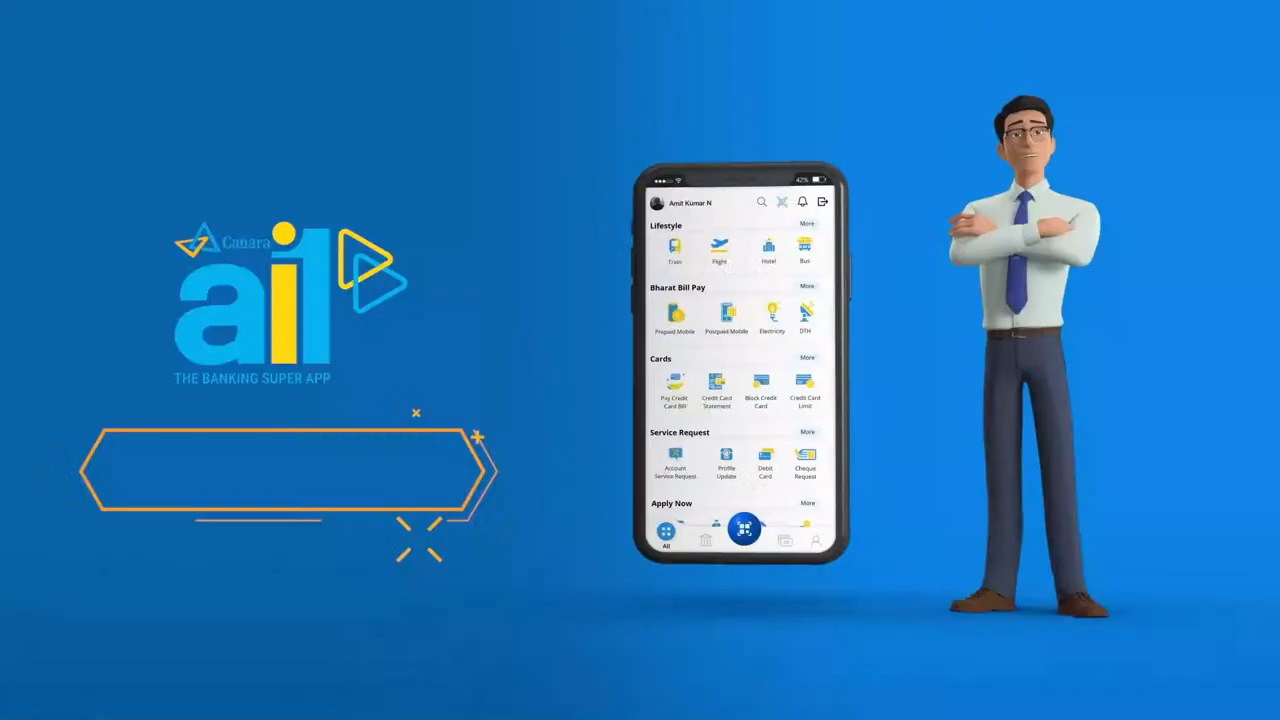 Canara
ai1
THE BANKING SUPER APP
42%
Amit Kumar N
Lifestyle More
Train Flight Hotel Bus
Bharat Bill Pay More
Prepaid Mobile Postpaid Mobile Electricity DTH
Cards More
Pay Credit Card Bill Credit Card Statement Block Credit Card Credit Card Limit
Service Request More
Account Service Request Profile Update Debit Card Cheque Request
Apply Now More
All